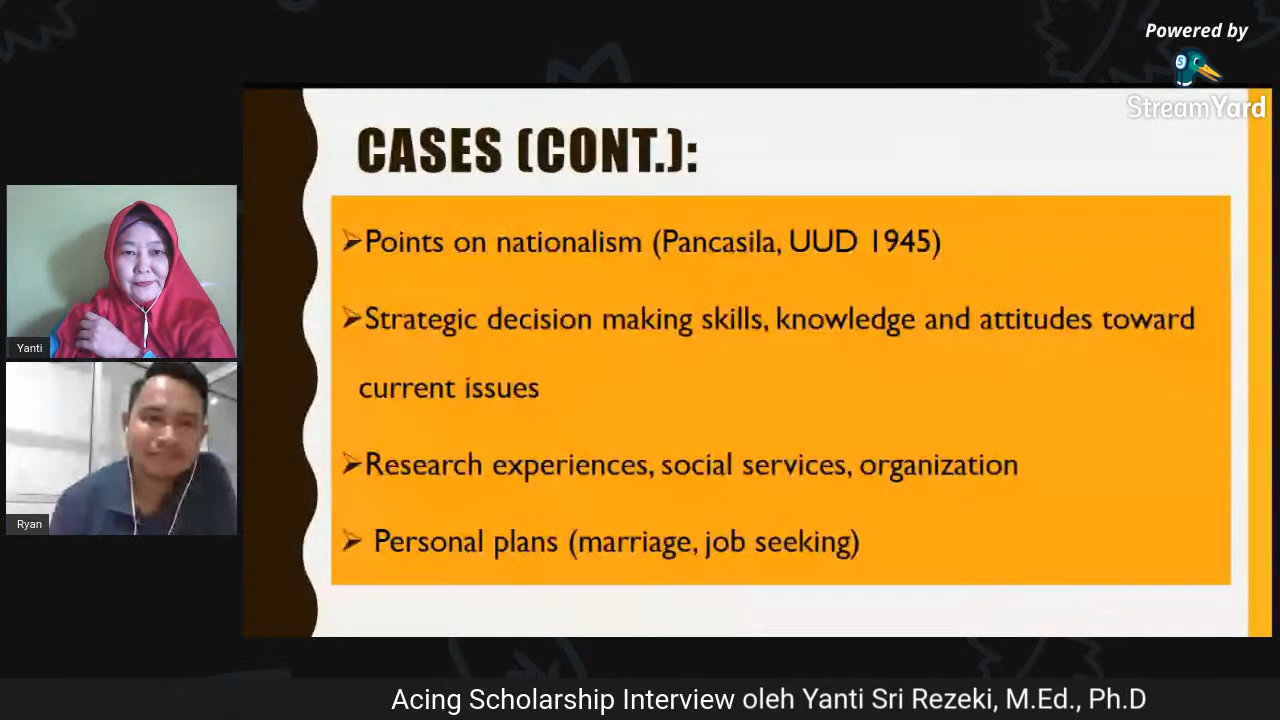 Powered by
StreamYard
CASES (CONT.):
➢Points on nationalism (Pancasila, UUD 1945)
➢Strategic decision making skills, knowledge and attitudes toward
current issues
➢Research experiences, social services, organization
➢ Personal plans (marriage, job seeking)
Yanti
Ryan
Acing Scholarship Interview oleh Yanti Sri Rezeki, M.Ed., Ph.D